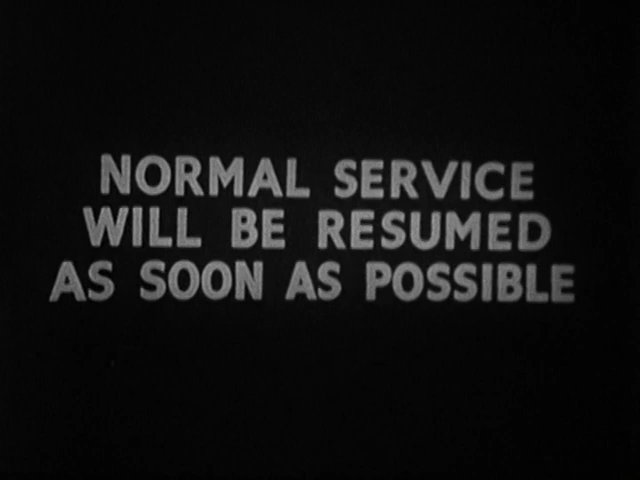 NORMAL SERVICE
WILL BE RESUMED
AS SOON AS POSSIBLE